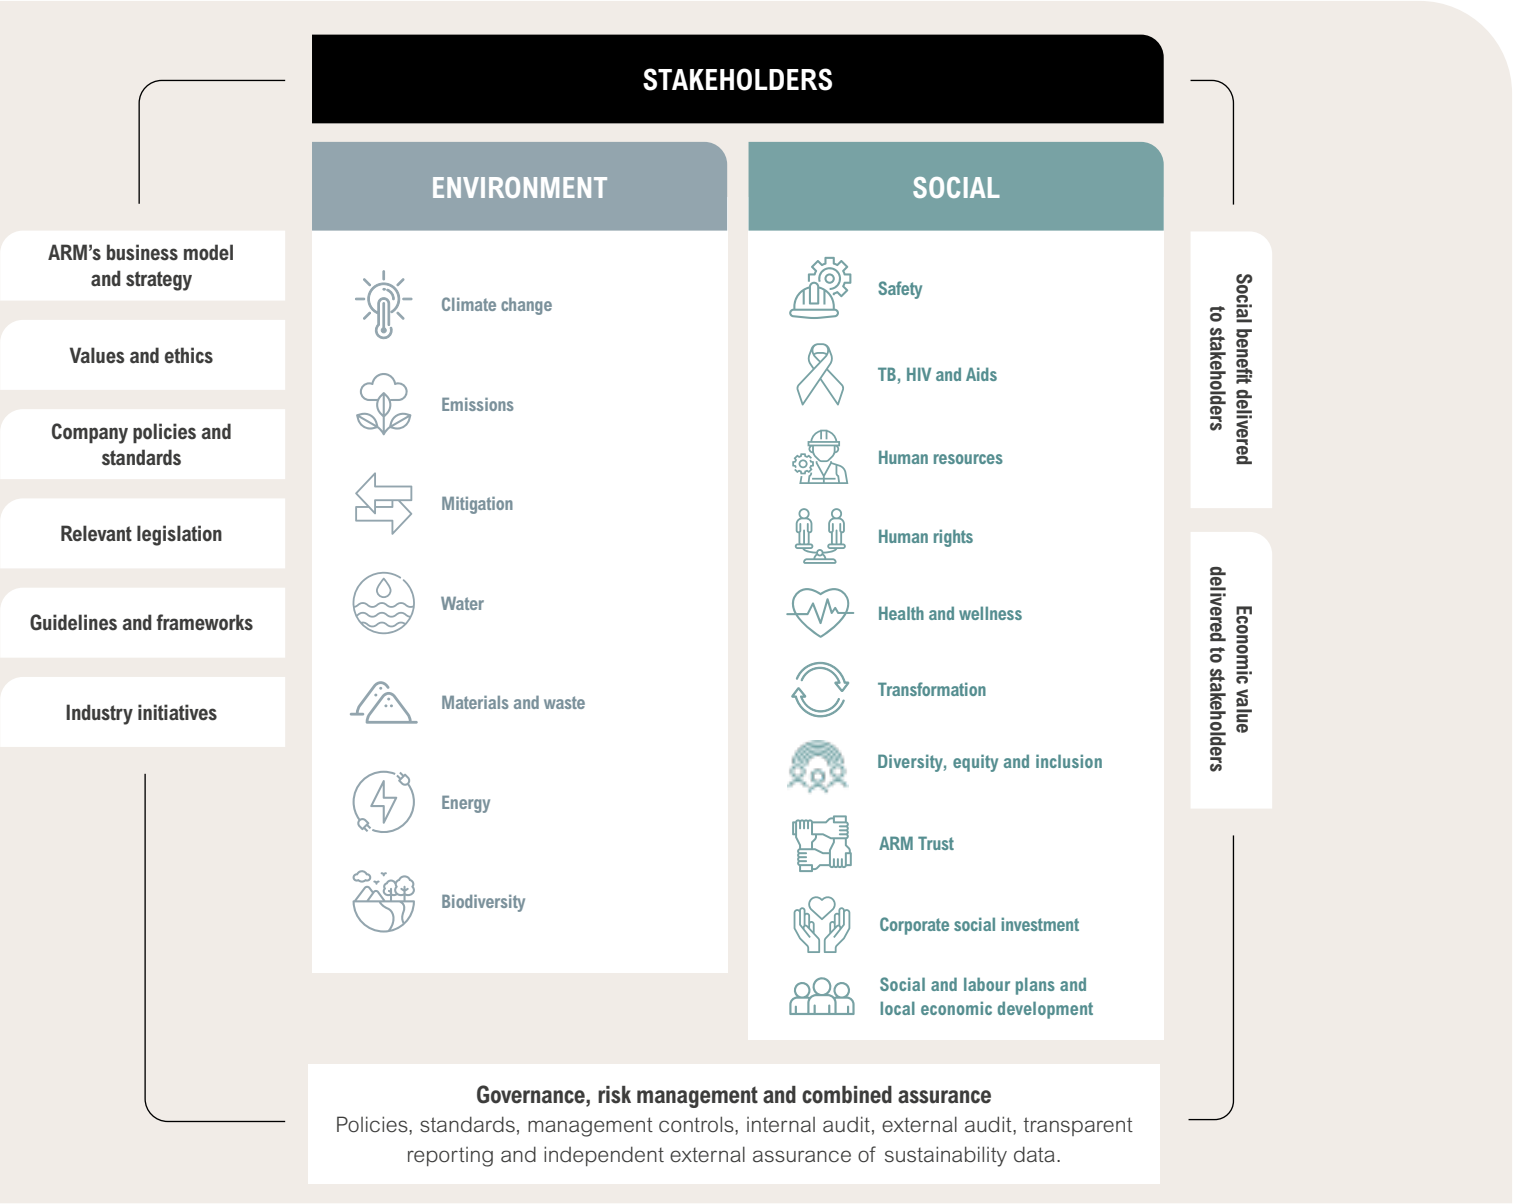 STAKEHOLDERS
ARM’s business model
and strategy
Values and ethics
Company policies and
standards
Relevant legislation
Guidelines and frameworks
Industry initiatives
ENVIRONMENT
Climate change
Emissions
Mitigation
Water
Materials and waste
Energy
Biodiversity
SOCIAL
Safety
TB, HIV and Aids
Human resources
Human rights
Health and wellness
Transformation
Diversity, equity and inclusion
ARM Trust
Corporate social investment
Social and labour plans and
local economic development
Social benefit delivered
to stakeholders
Economic value
delivered to stakeholders
Governance, risk management and combined assurance
Policies, standards, management controls, internal audit, external audit, transparent
reporting and independent external assurance of sustainability data.